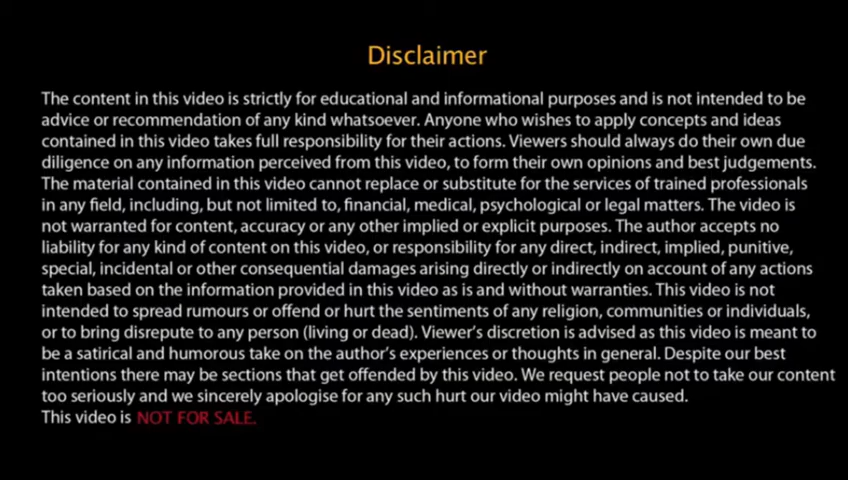 Disclaimer
The content in this video is strictly for educational and informational purposes and is not intended to be
advice or recommendation of any kind whatsoever. Anyone who wishes to apply concepts and ideas
contained in this video takes full responsibility for their actions. Viewers should always do their own due
diligence on any information perceived from this video, to form their own opinions and best judgements.
The material contained in this video cannot replace or substitute for the services of trained professionals
in any field, including, but not limited to, financial, medical, psychological or legal matters. The video is
not warranted for content, accuracy or any other implied or explicit purposes. The author accepts no
liability for any kind of content on this video, or responsibility for any direct, indirect, implied, punitive,
special, incidental or other consequential damages arising directly or indirectly on account of any actions
taken based on the information provided in this video as is and without warranties. This video is not
intended to spread rumours or offend or hurt the sentiments of any religion, communities or individuals,
or to bring disrepute to any person (living or dead). Viewer's discretion is advised as this video is meant to
be a satirical and humorous take on the author's experiences or thoughts in general. Despite our best
intentions there may be sections that get offended by this video. We request people not to take our content
too seriously and we sincerely apologise for any such hurt our video might have caused.
This video is NOT FOR SALE.